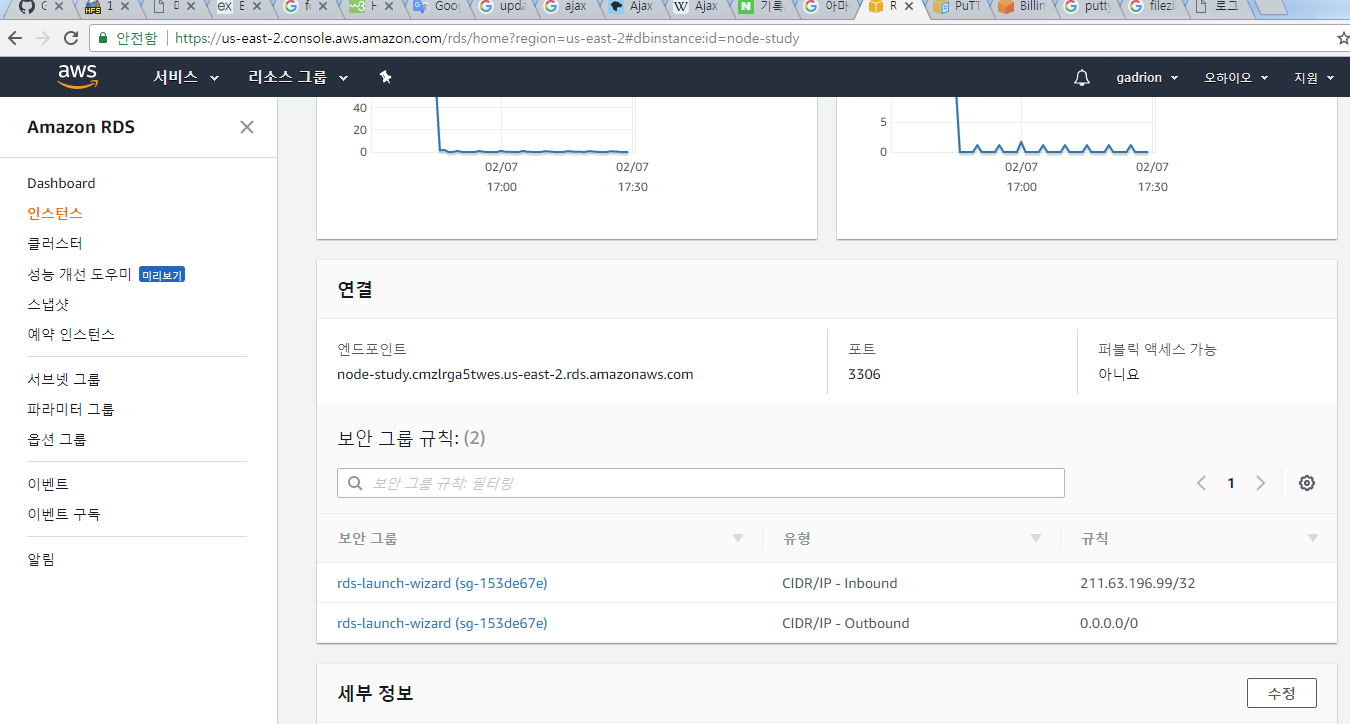 ex
G upda
G ajax
Ajax
W Ajax
N 기록
G 아마
R
PuTT
Billin
G putty
G filezi
로그
안전함 https://us-east-2.console.aws.amazon.com/rds/home?region=us-east-2#dbinstance:id=node-study
aws 서비스 리소스 그룹 gadrion 오하이오 지원
Amazon RDS
Dashboard
인스턴스
클러스터
성능 개선 도우미 미리보기
스냅샷
예약 인스턴스
서브넷 그룹
파라미터 그룹
옵션 그룹
이벤트
이벤트 구독
알림
40
20
0
02/07 02/07
17:00 17:30
5
0
02/07 02/07
17:00 17:30
연결
엔드포인트
node-study.cmzlrga5twes.us-east-2.rds.amazonaws.com
포트
3306
퍼블릭 액세스 가능
아니요
보안 그룹 규칙: (2)
보안 그룹 규칙: 필터링
1
보안 그룹 유형 규칙
rds-launch-wizard (sg-153de67e) CIDR/IP - Inbound 211.63.196.99/32
rds-launch-wizard (sg-153de67e) CIDR/IP - Outbound 0.0.0.0/0
세부 정보 수정